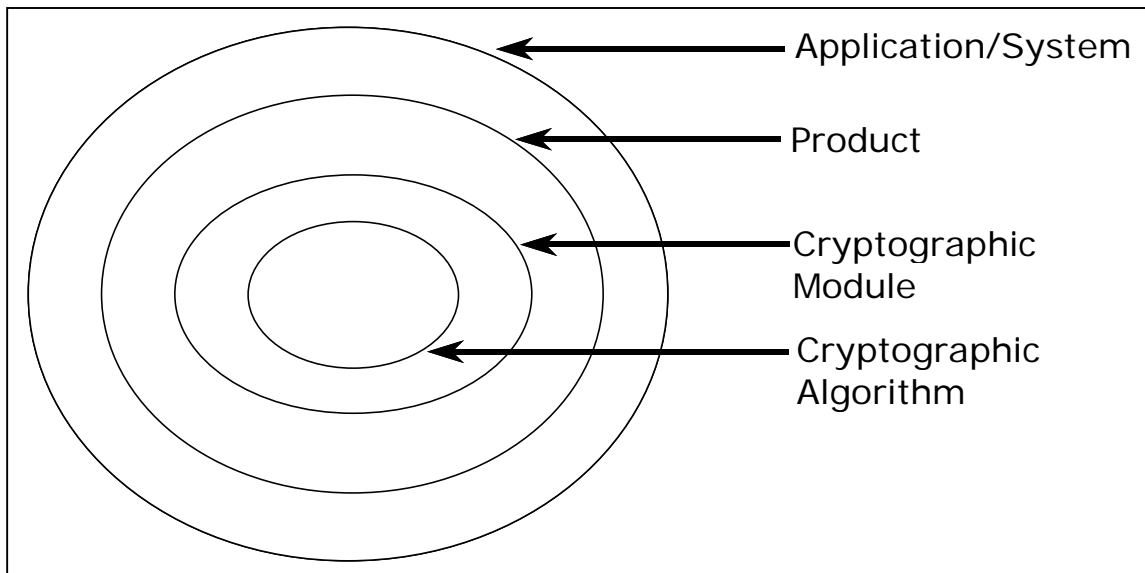 Application/System
Product
Cryptographic
Module
Cryptographic
Algorithm